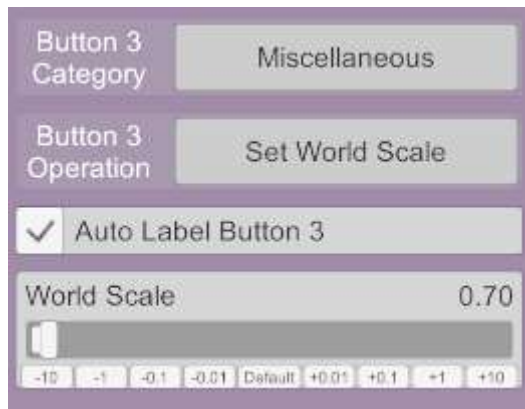 Button 3
Category
Miscellaneous
Button 3
Operation
Set World Scale
Auto Label Button 3
World Scale 0.70
-10 -1 -0.1 -0.01 Default +0.01 +0.1 +1 +10